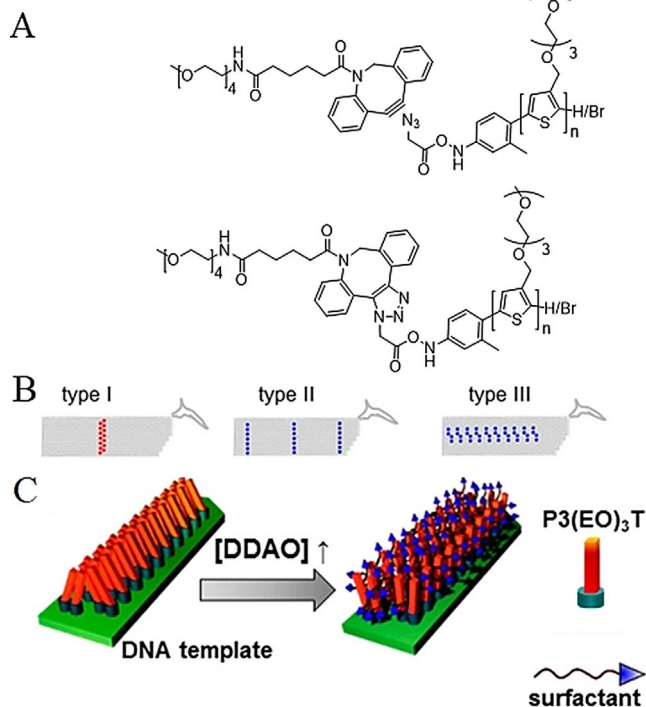 A
O
3
O
O
H N
O 4
O
N
N3
S
n
H/Br
O
O
N H
O
O
3
O
O
H N
O 4
O
N
N
N
N
S
n
H/Br
O
O
N H
O
B
type I type II type III
C
P3(EO)3T
[DDAO] ↑
DNA template
surfactant